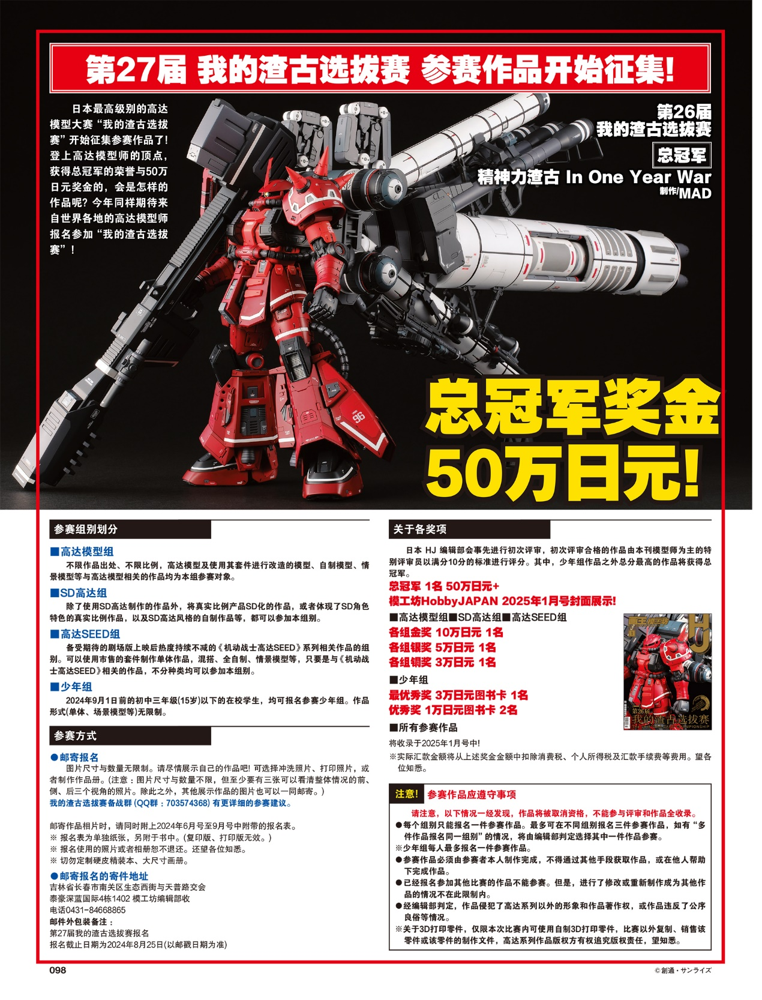 第27届 我的渣古选拔赛 参赛作品开始征集!
日本最高级别的高达
模型大赛“我的渣古选拔
赛”开始征集参赛作品了!
登上高达模型师的顶点，
获得总冠军的荣誉与50万
日元奖金的，会是怎样的
作品呢? 今年同样期待来
自世界各地的高达模型师
报名参加“我的渣古选拔
赛”!
第26届
我的渣古选拔赛
总冠军
精神力渣古 In One Year War
制作/MAD
96
总冠军奖金
50万日元!
参赛组别划分
■高达模型组
不限作品出处、不限比例，高达模型及使用其套件进行改造的模型、自制模型、情
景模型等与高达模型相关的作品均为本组参赛对象。
■SD高达组
除了使用SD高达制作的作品外，将真实比例产品SD化的作品，或者体现了SD角色
特色的真实比例作品，以及SD高达风格的自制作品等，都可以参加本组别。
■高达SEED组
备受期待的剧场版上映后热度持续不减的《机动战士高达SEED》系列相关作品的组
别。可以使用市售的套件制作单体作品，混搭、全自制、情景模型等，只要是与《机动战
士高达SEED》相关的作品，不分种类均可以参加本组别。
■少年组
2024年9月1日前的初中三年级(15岁)以下的在校学生，均可报名参赛少年组。作品
形式(单体、场景模型等)无限制。
参赛方式
●邮寄报名
图片尺寸与数量无限制。请尽情展示自己的作品吧! 可选择冲洗照片、打印照片，或
者制作作品册。(注意：图片尺寸与数量不限，但至少要有三张可以看清整体情况的前、
侧、后三个视角的照片。除此之外，其他展示作品的图片也可以一同邮寄。)
我的渣古选拔赛备战群 (QQ群：703574368) 有更详细的参赛建议。
邮寄作品相片时，请同时附上2024年6月号至9月号中附带的报名表。
※ 报名表为单独纸张，另附于书中。(复印版、打印版无效。)
※ 报名使用的照片或者相册恕不退还。还望各位知悉。
※ 切勿定制硬皮精装本、大尺寸画册。
●邮寄报名的寄件地址
吉林省长春市南关区生态西街与天普路交会
泰豪深蓝国际4栋1402 模工坊编辑部收
电话0431-84668865
邮件外包装备注：
第27届我的渣古选拔赛报名
报名截止日期为2024年8月25日(以邮戳日期为准)
关于各奖项
日本 HJ 编辑部会事先进行初次评审，初次评审合格的作品由本刊模型师为主的特
别评审员以满分10分的标准进行评分。其中，少年组作品之外总分最高的作品将获得总
冠军。
总冠军 1名 50万日元+
模工坊HobbyJAPAN 2025年1月号封面展示!
■高达模型组■SD高达组■高达SEED组
各组金奖 10万日元 1名
各组银奖 5万日元 1名
各组铜奖 3万日元 1名
■少年组
最优秀奖 3万日元图书卡 1名
优秀奖 1万日元图书卡 2名
■所有参赛作品
将收录于2025年1月号中!
※实际汇款金额将从上述奖金金额中扣除消费税、个人所得税及汇款手续费等费用。望各
位知悉。
HJ
第26届
我的渣古选拔赛
注意! 参赛作品应遵守事项
请注意，以下情况一经发现，作品将被取消资格，不能参与评审和作品全收录。
●每个组别只能报名一件参赛作品。最多可在不同组别报名三件参赛作品，如有“多
件作品报名同一组别”的情况，将由编辑部判定选择其中一件作品参赛。
※少年组每人最多报名一件参赛作品。
●参赛作品必须由参赛者本人制作完成，不得通过其他手段获取作品，或在他人帮助
下完成作品。
●已经报名参加其他比赛的作品不能参赛。但是，进行了修改或重新制作成为其他作
品的情况不在此限制内。
●经编辑部判定，作品侵犯了高达系列以外的形象和作品著作权，或作品违反了公序
良俗等情况。
※关于3D打印零件，仅限本次比赛内可使用自制3D打印零件，比赛以外复制、销售该
零件或该零件的制作文件，高达系列作品版权方有权追究版权责任，望知悉。
098
©創通・サンライズ